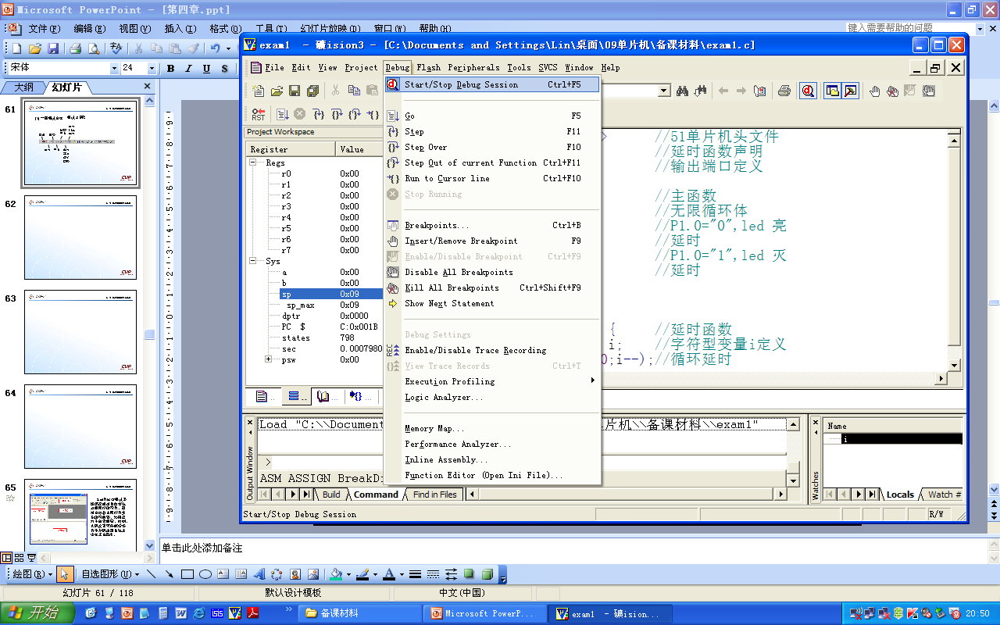 Microsoft PowerPoint - [第四章.ppt]
文件(F) 编辑(E) 视图(V) 插入(I) 格式(O) 工具(T) 幻灯片放映(D) 窗口(W) 帮助(H)
键入需要帮助的问题
宋体 24 B I U S
大纲 幻灯片
61
62
63
64
65
exam1 - 礦ision3 - [C:\Documents and Settings\Lin\桌面\09单片机\备课材料\exam1.c]
File Edit View Project Debug Flash Peripherals Tools SVCS Window Help
RST
Project Workspace
Register Value
Regs
r0 0x00
r1 0x00
r2 0x00
r3 0x00
r4 0x00
r5 0x00
r6 0x00
r7 0x00
Sys
a 0x00
b 0x00
sp 0x09
sp_max 0x09
dptr 0x0000
PC $ C:0x001B
states 798
sec 0.0007980
psw 0x00
Start/Stop Debug Session Ctrl+F5
Go F5
Step F11
Step Over F10
Step Out of current Function Ctrl+F11
Run to Cursor line Ctrl+F10
Stop Running
Breakpoints... Ctrl+B
Insert/Remove Breakpoint F9
Enable/Disable Breakpoint Ctrl+F9
Disable All Breakpoints
Kill All Breakpoints Ctrl+Shift+F9
Show Next Statement
Debug Settings
Enable/Disable Trace Recording
View Trace Records Ctrl+T
Execution Profiling
Logic Analyzer...
Memory Map...
Performance Analyzer...
Inline Assembly...
Function Editor (Open Ini File)...
> //51单片机头文件
//延时函数声明
//输出端口定义
//主函数
//无限循环体
//P1.0="0",led 亮
//延时
//P1.0="1",led 灭
//延时
{ //延时函数
i; //字符型变量i定义
0;i--);//循环延时
Load "C:\\Document
片机\\备课材料\\exam1"
>
ASM ASSIGN BreakD
Build Command Find in Files
Output Window
Name
i
Watches
Locals Watch #
Start/Stop Debug Session R/W
单击此处添加备注
绘图(R) 自选图形(U)
幻灯片 61 / 118 默认设计模板 中文(中国)
开始 备课材料 Microsoft PowerP... exam1 - 礦ision... 20:50